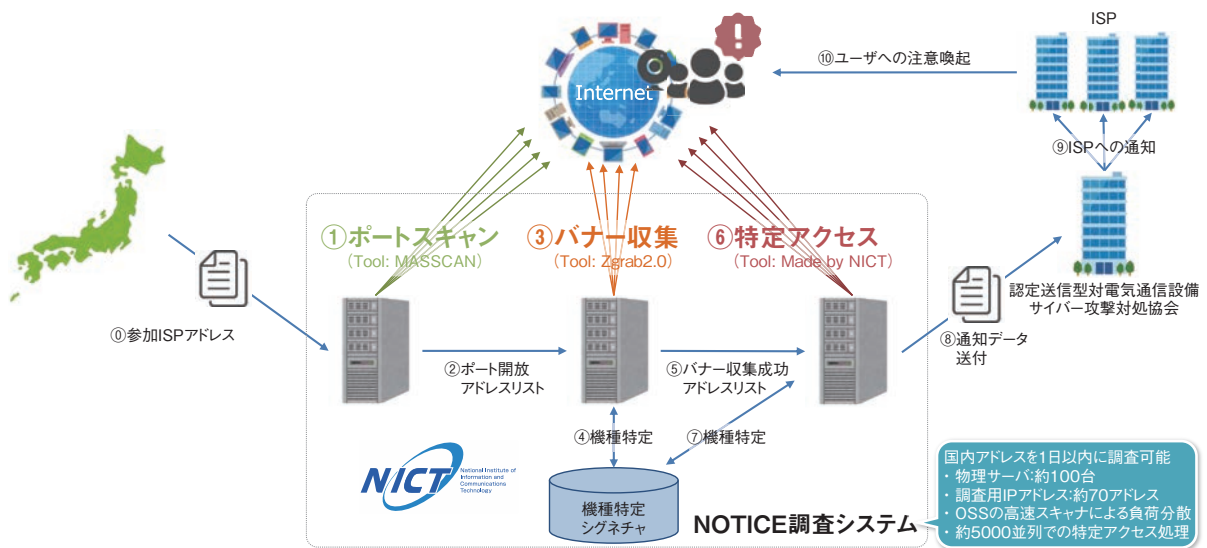 ISP
⑩ユーザへの注意喚起
Internet
⑨ISPへの通知
①ポートスキャン
(Tool: MASSCAN)
③バナー収集
(Tool: Zgrab2.0)
⑥特定アクセス
(Tool: Made by NICT)
認定送信型対電気通信設備
サイバー攻撃対処協会
⓪参加ISPアドレス
⑧通知データ
送付
②ポート開放
アドレスリスト
⑤バナー収集成功
アドレスリスト
④機種特定
⑦機種特定
NICT
National Institute of
Information and
Communications
Technology
機種特定
シグネチャ
NOTICE調査システム
国内アドレスを1日以内に調査可能
・物理サーバ:約100台
・調査用IPアドレス:約70アドレス
・OSSの高速スキャナによる負荷分散
・約5000並列での特定アクセス処理